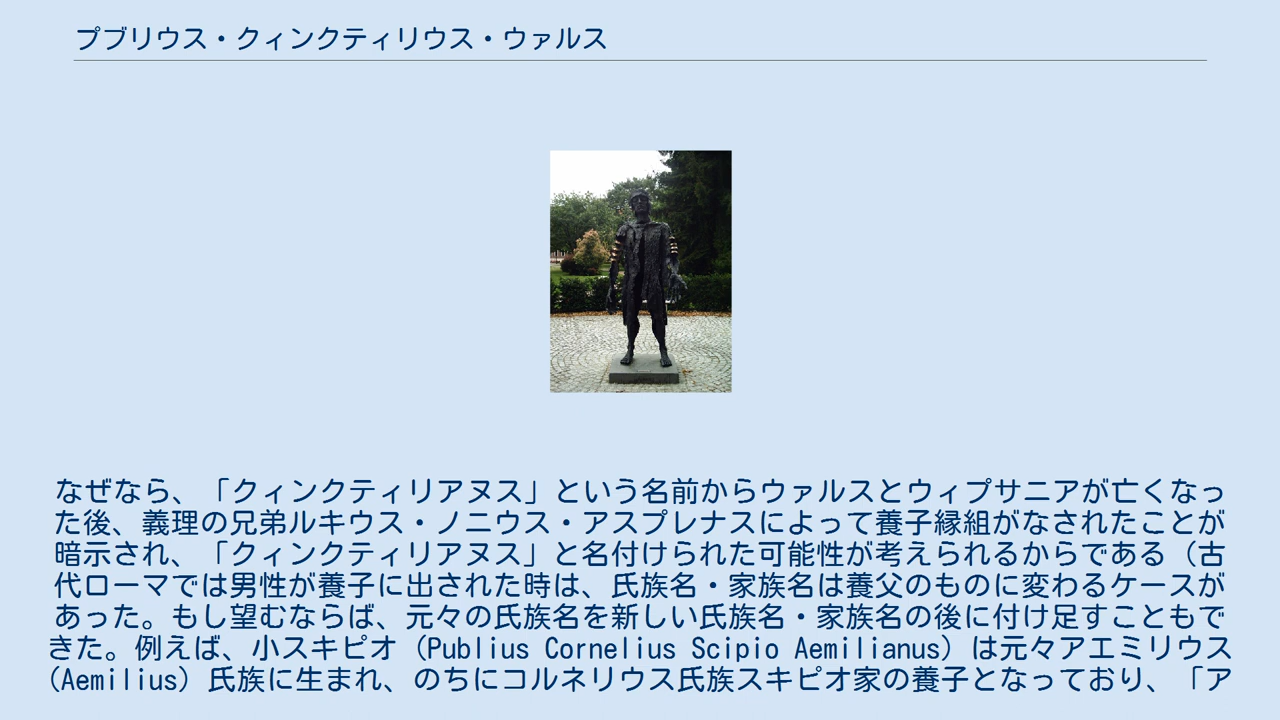 プブリウス・クィンクティリウス・ウァルス
なぜなら、「クィンクティリアヌス」という名前からウァルスとウィプサニアが亡くなっ
た後、義理の兄弟ルキウス・ノニウス・アスプレナスによって養子縁組がなされたことが
暗示され、「クィンクティリアヌス」と名付けられた可能性が考えられるからである（古
代ローマでは男性が養子に出された時は、氏族名・家族名は養父のものに変わるケースが
あった。もし望むならば、元々の氏族名を新しい氏族名・家族名の後に付け足すこともで
きた。例えば、小スキピオ（Publius Cornelius Scipio Aemilianus）は元々アエミリウス
(Aemilius）氏族に生まれ、のちにコルネリウス氏族スキピオ家の養子となっており、「ア